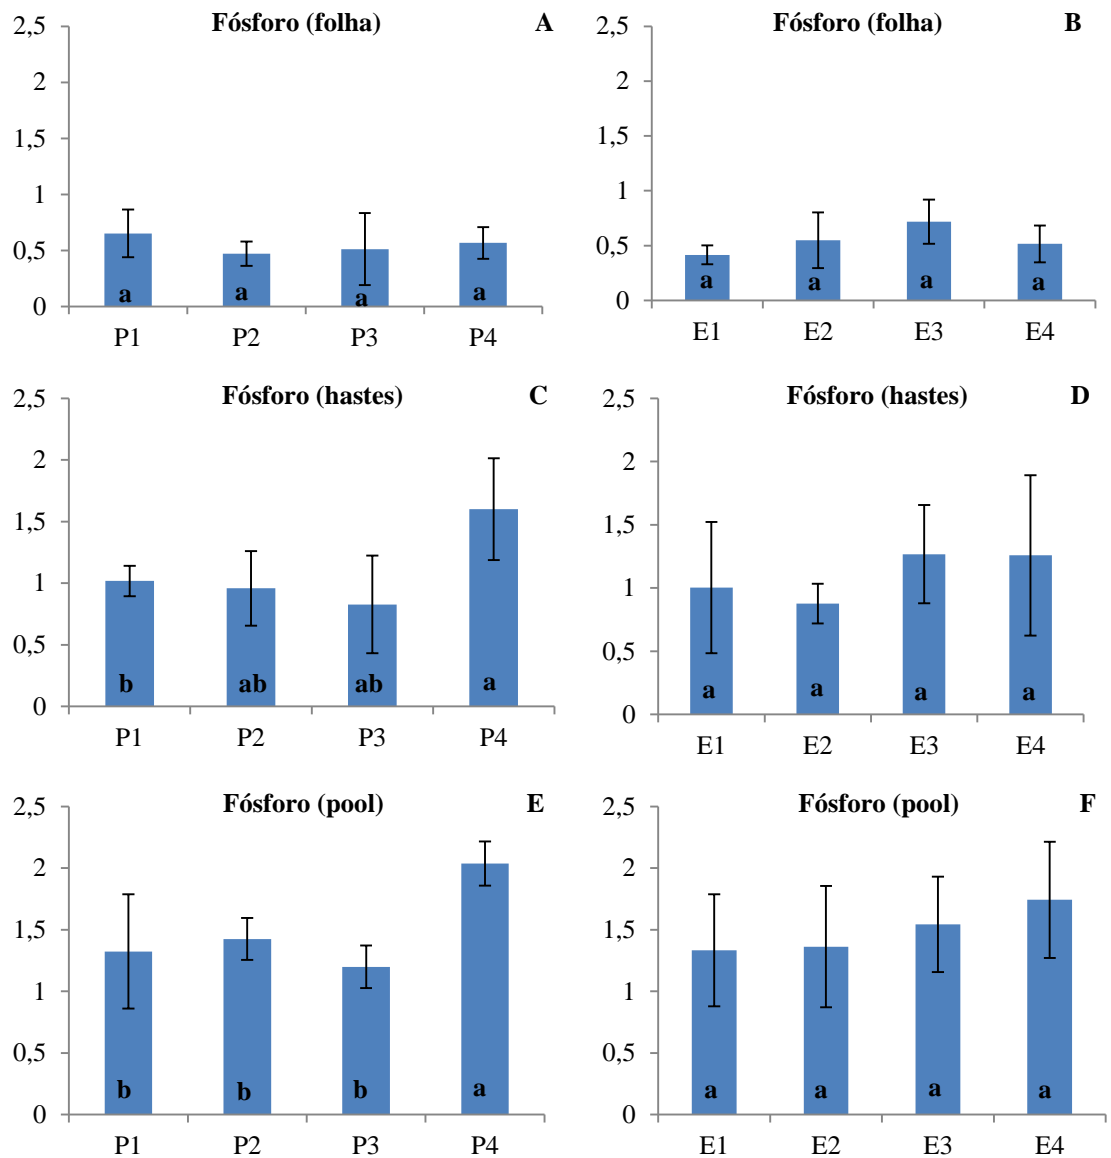 Fósforo (folha) A
2,5
2
1,5
1
0,5
0
a a a a
P1 P2 P3 P4
Fósforo (folha) B
2,5
2
1,5
1
0,5
0
a a a a
E1 E2 E3 E4
Fósforo (hastes) C
2,5
2
1,5
1
0,5
0
b ab ab a
P1 P2 P3 P4
Fósforo (hastes) D
2,5
2
1,5
1
0,5
0
a a a a
E1 E2 E3 E4
Fósforo (pool) E
2,5
2
1,5
1
0,5
0
b b b a
P1 P2 P3 P4
Fósforo (pool) F
2,5
2
1,5
1
0,5
0
a a a a
E1 E2 E3 E4